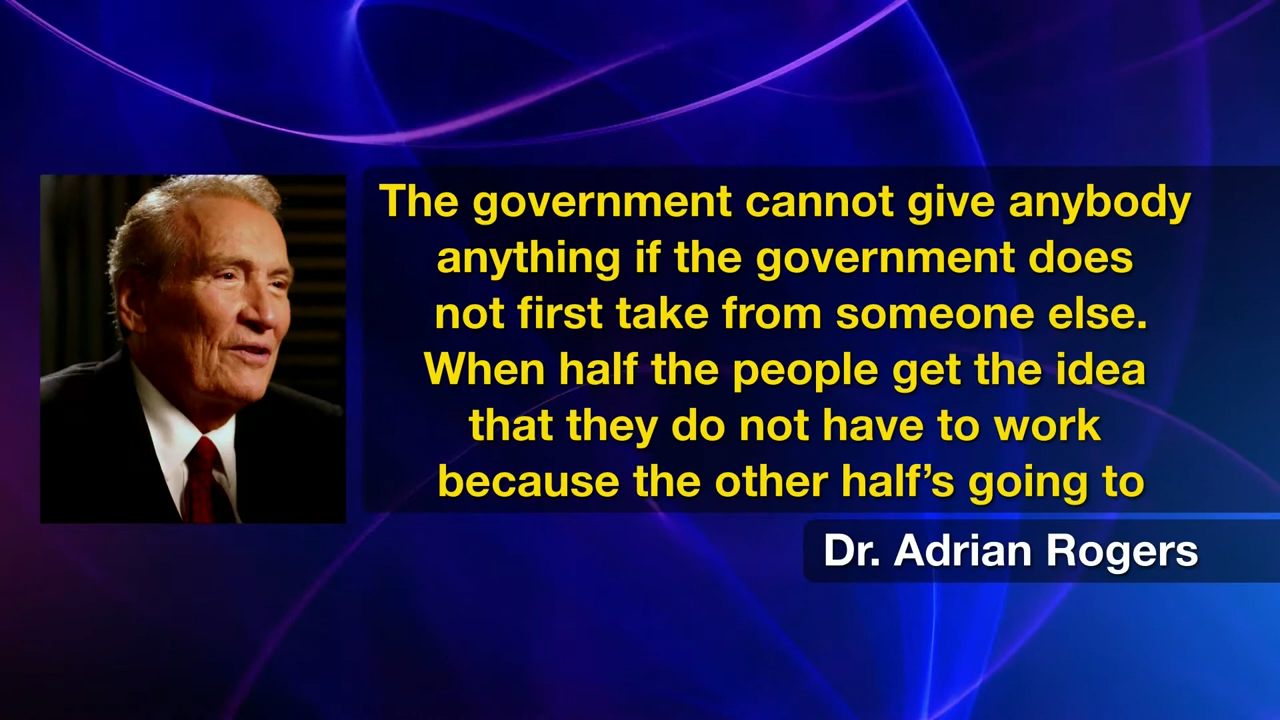 The government cannot give anybody
anything if the government does
not first take from someone else.
When half the people get the idea
that they do not have to work
because the other half’s going to
Dr. Adrian Rogers